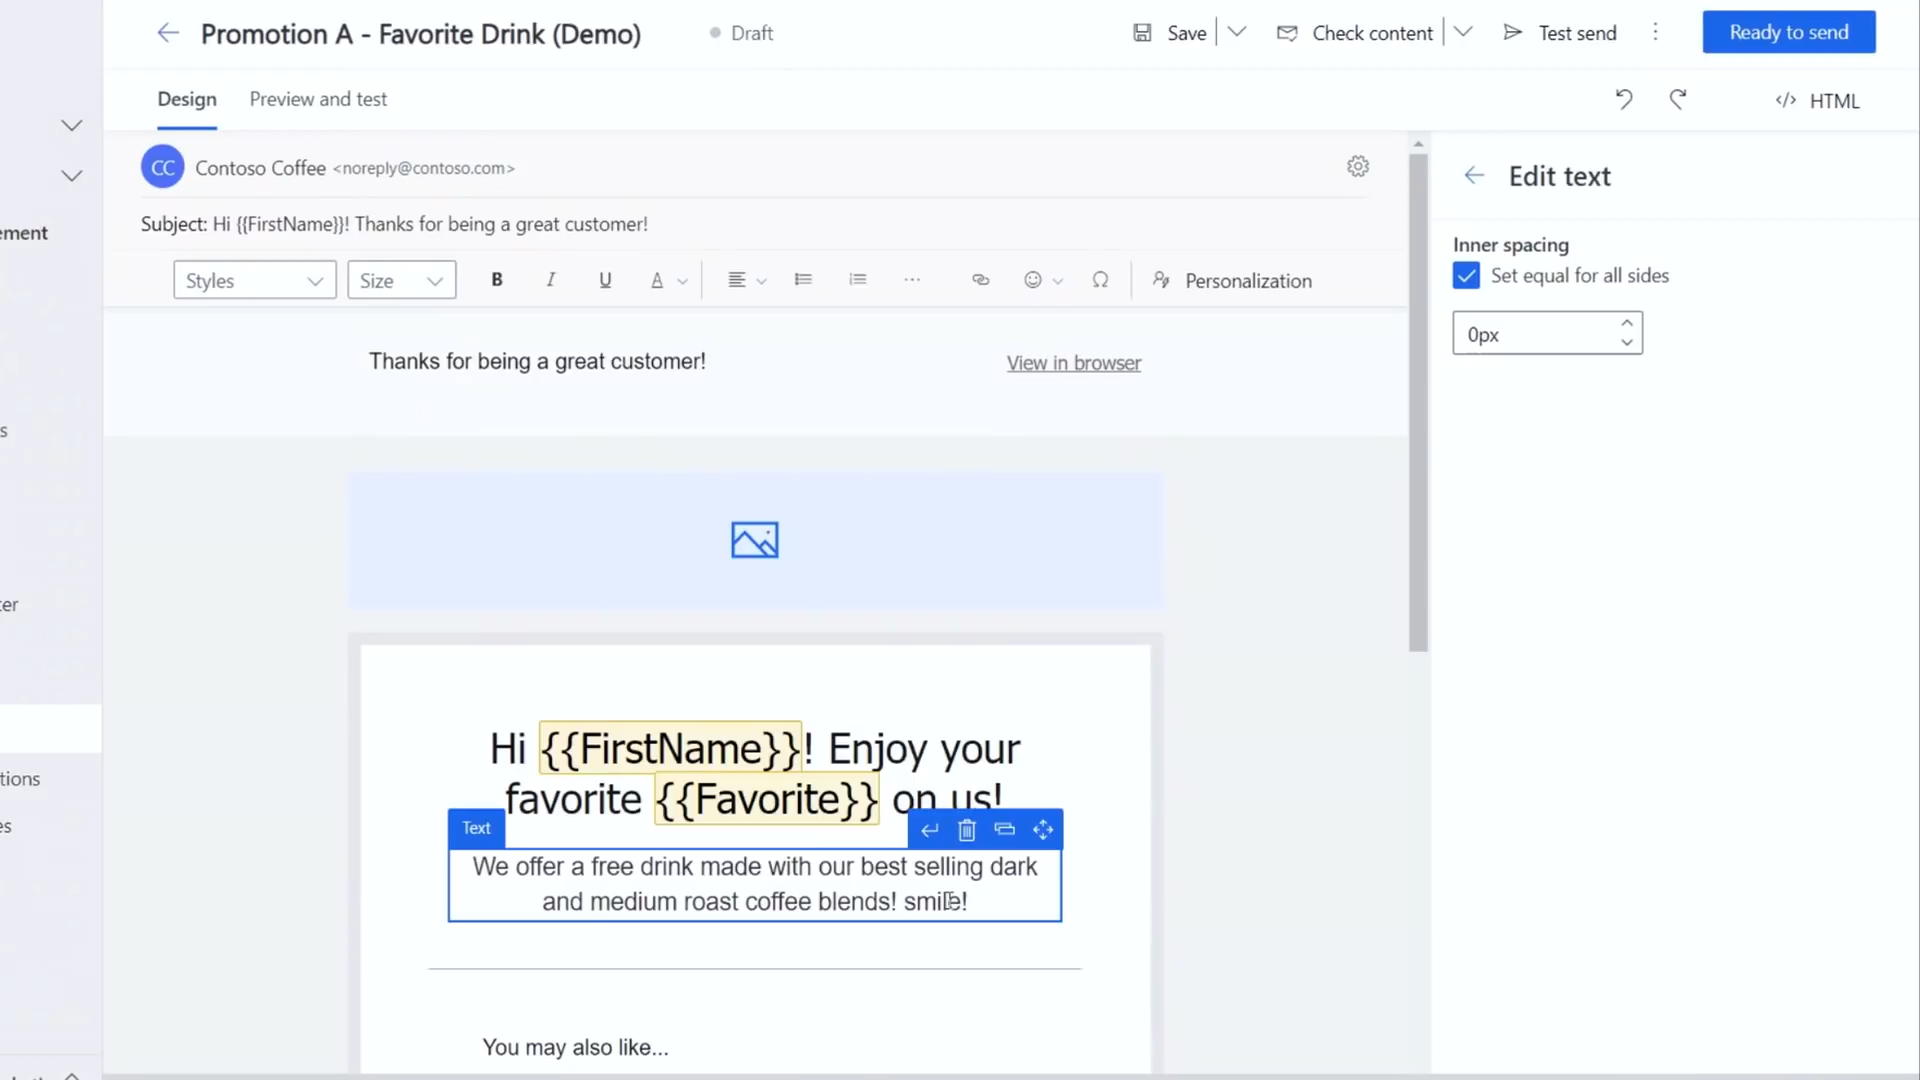 Promotion A - Favorite Drink (Demo)
Draft
Save
Check content
Test send
Ready to send
Design
Preview and test
HTML
CC
Contoso Coffee <noreply@contoso.com>
Subject: Hi {{FirstName}}! Thanks for being a great customer!
Styles
Size
B I U A
Personalization
Thanks for being a great customer!
View in browser
Edit text
Inner spacing
Set equal for all sides
0px
ement
s
ter
tions
es
Hi {{FirstName}}! Enjoy your
favorite {{Favorite}} on us!
Text
We offer a free drink made with our best selling dark
and medium roast coffee blends! smile!
You may also like...